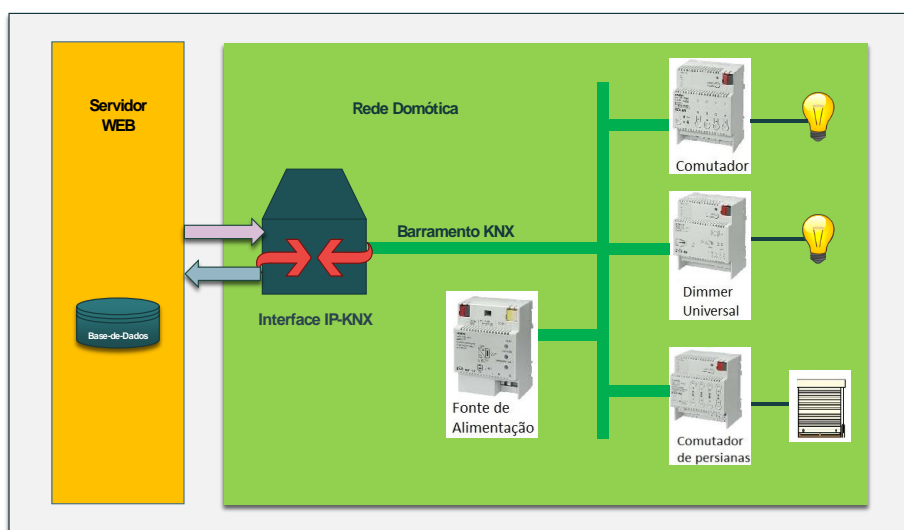 Servidor
WEB
Rede Domótica
Comutador
Barramento KNX
Dimmer
Universal
Interface IP-KNX
Base-de-Dados
Fonte de
Alimentação
Comutador
de persianas